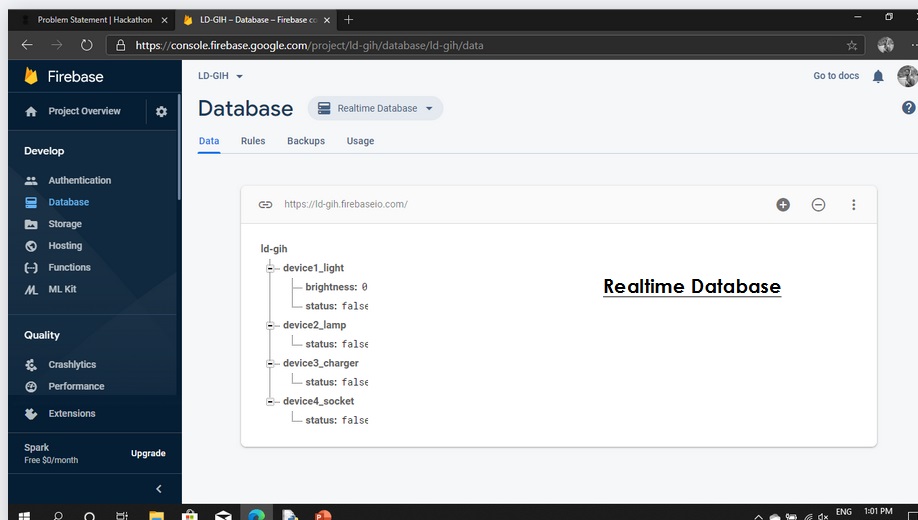 Problem Statement | Hackathon
LD-GIH – Database – Firebase co
https://console.firebase.google.com/project/ld-gih/database/ld-gih/data
Firebase
LD-GIH
Go to docs
Project Overview
Database
Realtime Database
Data Rules Backups Usage
Develop
Authentication
Database
Storage
Hosting
Functions
ML Kit
Quality
Crashlytics
Performance
Extensions
Spark
Free $0/month
Upgrade
https://ld-gih.firebaseio.com/
ld-gih
device1_light
brightness: 0
status: false
device2_lamp
status: false
device3_charger
status: false
device4_socket
status: false
Realtime Database
ENG 1:01 PM